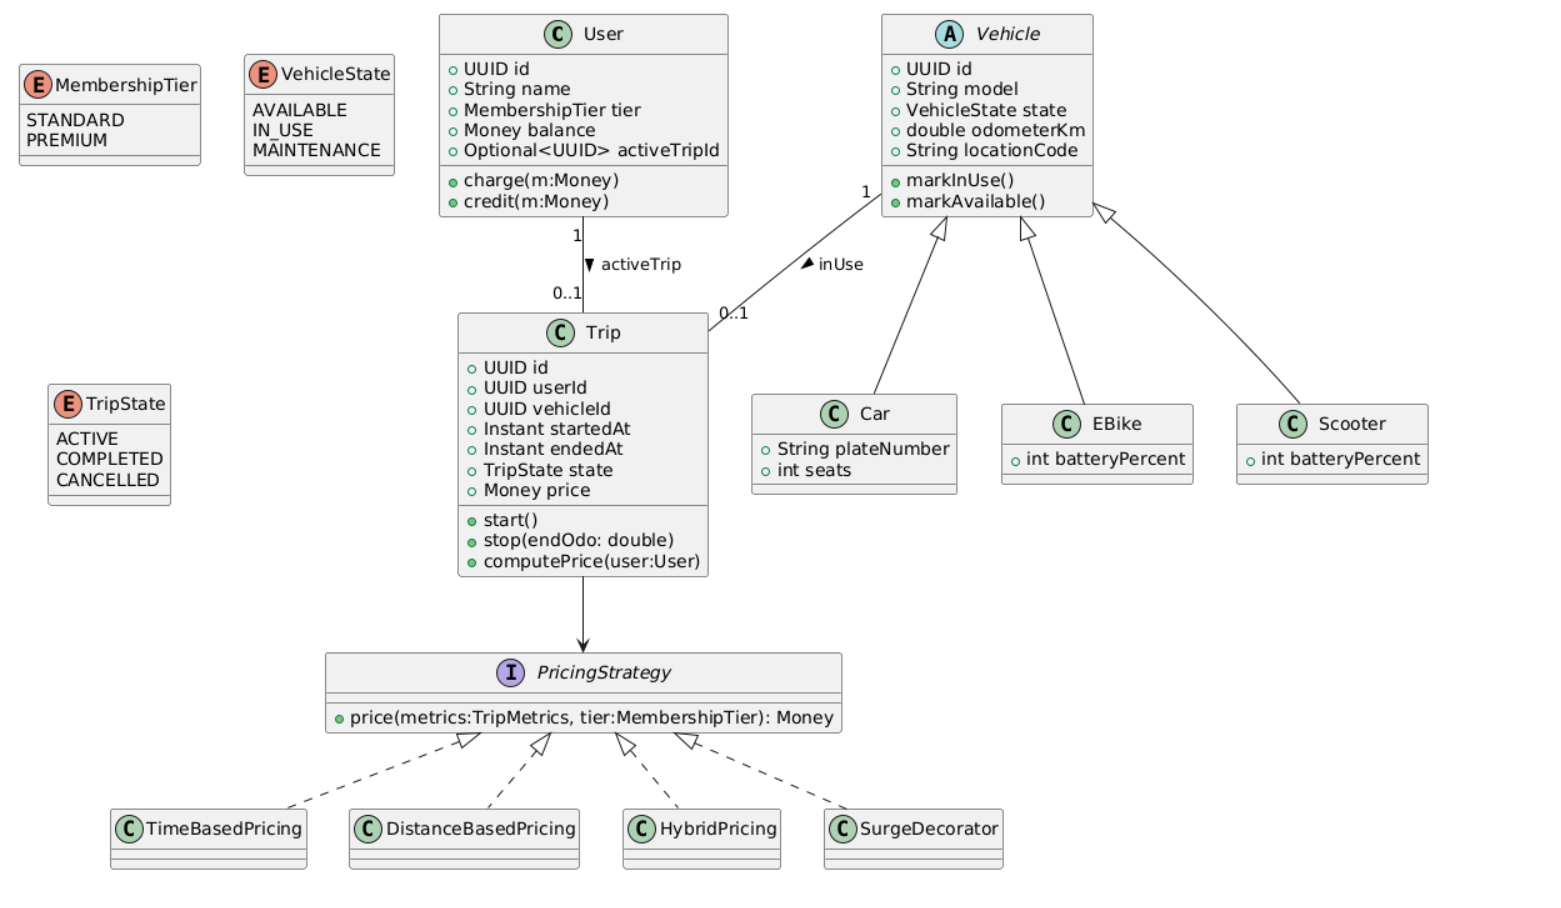 E MembershipTier
STANDARD
PREMIUM
E VehicleState
AVAILABLE
IN_USE
MAINTENANCE
C User
UUID id
String name
MembershipTier tier
Money balance
Optional<UUID> activeTripId
charge(m:Money)
credit(m:Money)
A Vehicle
UUID id
String model
VehicleState state
double odometerKm
String locationCode
markInUse()
markAvailable()
1
activeTrip
0..1
1
inUse
0..1
E TripState
ACTIVE
COMPLETED
CANCELLED
C Trip
UUID id
UUID userId
UUID vehicleId
Instant startedAt
Instant endedAt
TripState state
Money price
start()
stop(endOdo: double)
computePrice(user:User)
C Car
String plateNumber
int seats
C EBike
int batteryPercent
C Scooter
int batteryPercent
I PricingStrategy
price(metrics:TripMetrics, tier:MembershipTier): Money
C TimeBasedPricing
C DistanceBasedPricing
C HybridPricing
C SurgeDecorator